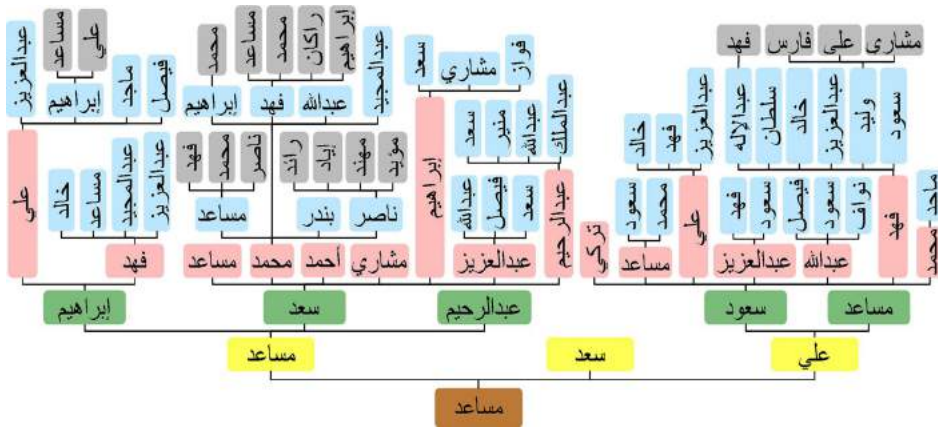 مشاري علي فارس فهد
إبراهيم راكان محمد مساعد محمد
علي مساعد
سعود وليد عبدالعزيز خالد سلطان عبدالإله
عبدالعزيز فهد خالد
فواز مشاري سعد
عبدالمجيد عبدالله فهد إبراهيم
فيصل ماجد إبراهيم عبدالعزيز
عبدالملك عبدالله منير سعد
مؤيد مهند إياد رائد
ناصر محمد فهد
ماجد نواف سعود فيصل سعود فهد
محمد سعود
سعد فيصل عبدالله
ناصر بندر مساعد
عبدالعزيز عبدالمجيد مساعد خالد
محمد فهد عبدالله عبدالعزيز علي مساعد تركي
عبدالرحيم عبدالعزيز إبراهيم مشاري أحمد محمد مساعد
فهد علي
مساعد سعود عبدالرحيم سعد إبراهيم
علي سعد مساعد
مساعد